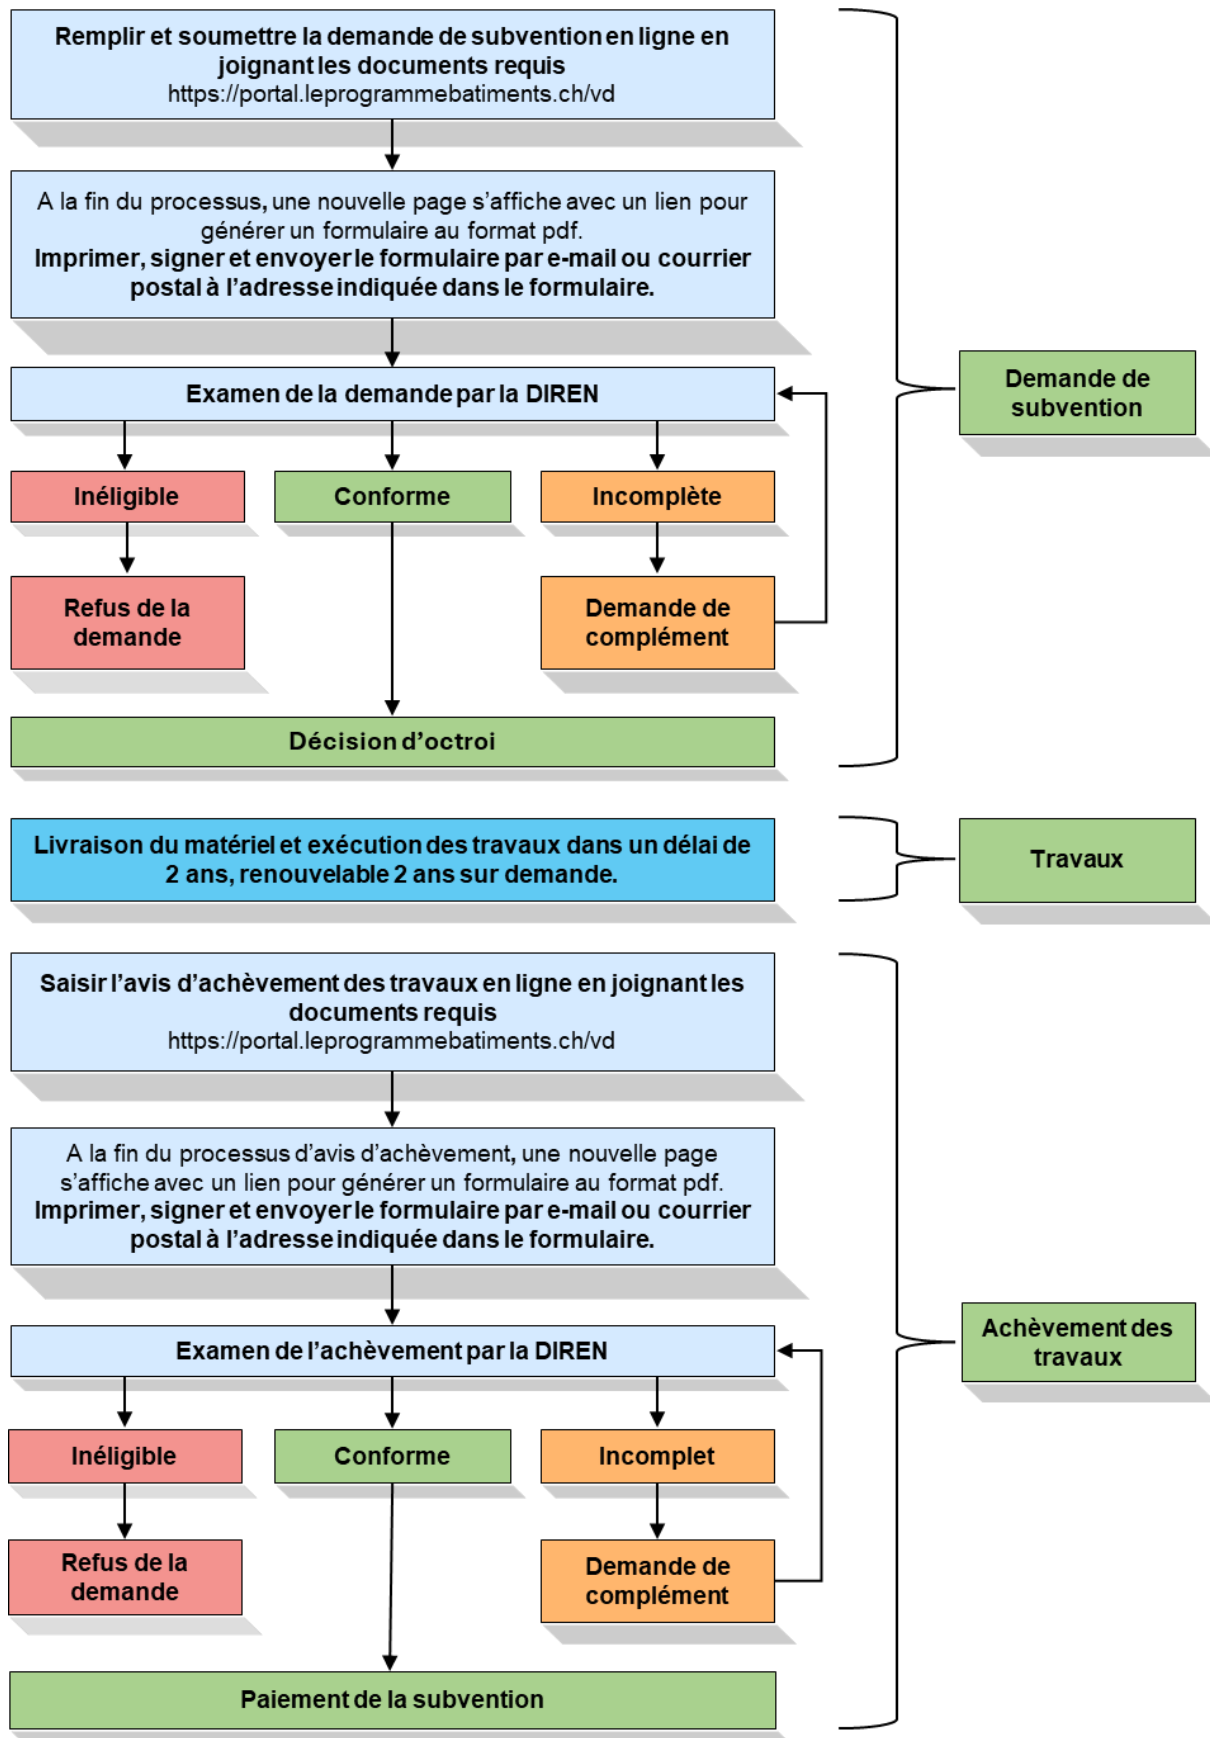 Remplir et soumettre la demande de subvention en ligne en
joignant les documents requis
https://portal.leprogrammebatiments.ch/vd
A la fin du processus, une nouvelle page s'affiche avec un lien pour
générer un formulaire au format pdf.
Imprimer, signer et envoyer le formulaire par e-mail ou courrier
postal à l'adresse indiquée dans le formulaire.
Examen de la demande par la DIREN
Demande de
subvention
Inéligible
Conforme
Incomplète
Refus de la
demande
Demande de
complément
Décision d'octroi
Livraison du matériel et exécution des travaux dans un délai de
2 ans, renouvelable 2 ans sur demande.
Travaux
Saisir l'avis d'achèvement des travaux en ligne en joignant les
documents requis
https://portal.leprogrammebatiments.ch/vd
A la fin du processus d'avis d'achèvement, une nouvelle page
s'affiche avec un lien pour générer un formulaire au format pdf.
Imprimer, signer et envoyer le formulaire par e-mail ou courrier
postal à l'adresse indiquée dans le formulaire.
Examen de l'achèvement par la DIREN
Achèvement des
travaux
Inéligible
Conforme
Incomplet
Refus de la
demande
Demande de
complément
Paiement de la subvention